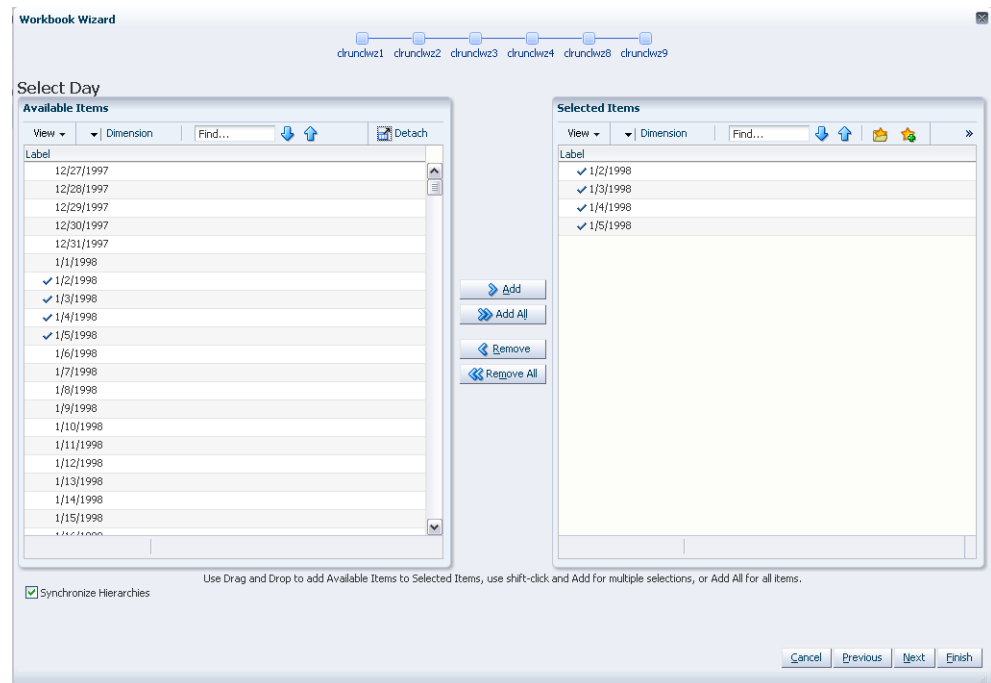 Workbook Wizard
clrunclwz1 clrunclwz2 clrunclwz3 clrunclwz4 clrunclwz8 clrunclwz9
Select Day
Available Items
View Dimension Find... Detach
Label
12/27/1997
12/28/1997
12/29/1997
12/30/1997
12/31/1997
1/1/1998
1/2/1998
1/3/1998
1/4/1998
1/5/1998
1/6/1998
1/7/1998
1/8/1998
1/9/1998
1/10/1998
1/11/1998
1/12/1998
1/13/1998
1/14/1998
1/15/1998
1/16/1998
Add
Add All
Remove
Remove All
Selected Items
View Dimension Find... »
Label
1/2/1998
1/3/1998
1/4/1998
1/5/1998
Use Drag and Drop to add Available Items to Selected Items, use shift-click and Add for multiple selections, or Add All for all items.
Synchronize Hierarchies
Cancel Previous Next Finish